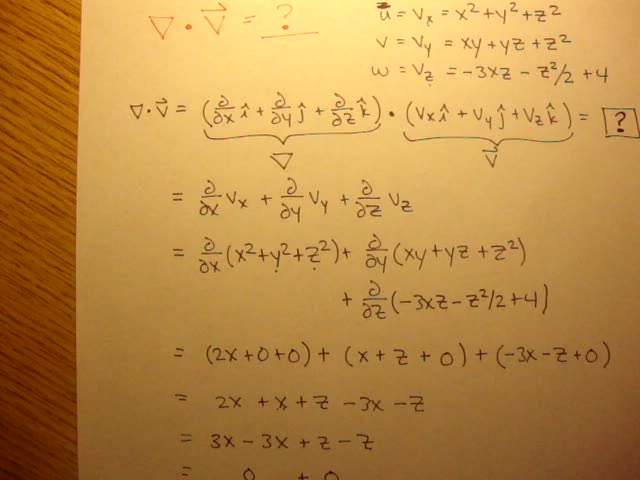 ∇ · V⃗ = ?
u = Vx = x² + y² + z²
v = Vy = xy + yz + z²
w = Vz = -3xz - z²/2 + 4
∇ · V⃗ = (∂/∂x î + ∂/∂y ĵ + ∂/∂z k̂) · (Vx î + Vy ĵ + Vz k̂) = ?
∇ V⃗
= ∂/∂x Vx + ∂/∂y Vy + ∂/∂z Vz
= ∂/∂x (x² + y² + z²) + ∂/∂y (xy + yz + z²)
+ ∂/∂z (-3xz - z²/2 + 4)
= (2x + 0 + 0) + (x + z + 0) + (-3x - z + 0)
= 2x + x + z - 3x - z
= 3x - 3x + z - z
= 0 + 0